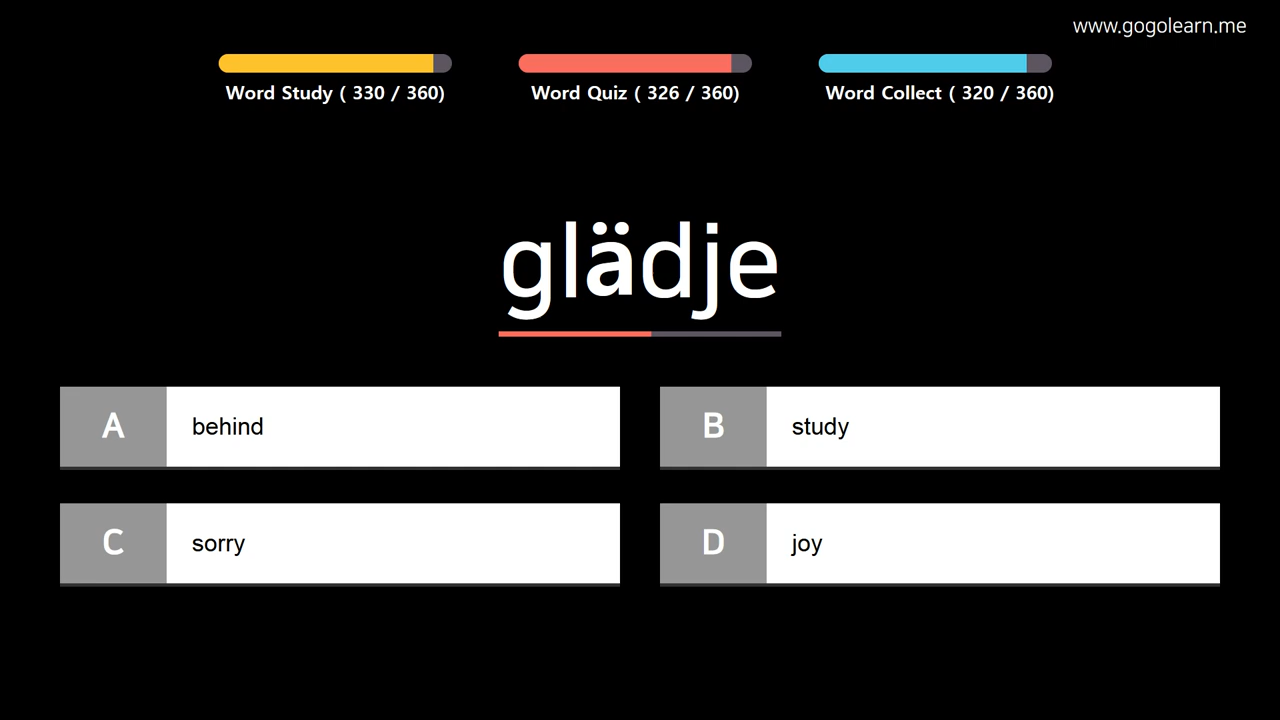 www.gogolearn.me
Word Study ( 330 / 360)
Word Quiz ( 326 / 360)
Word Collect ( 320 / 360)
glädje
A behind
B study
C sorry
D joy